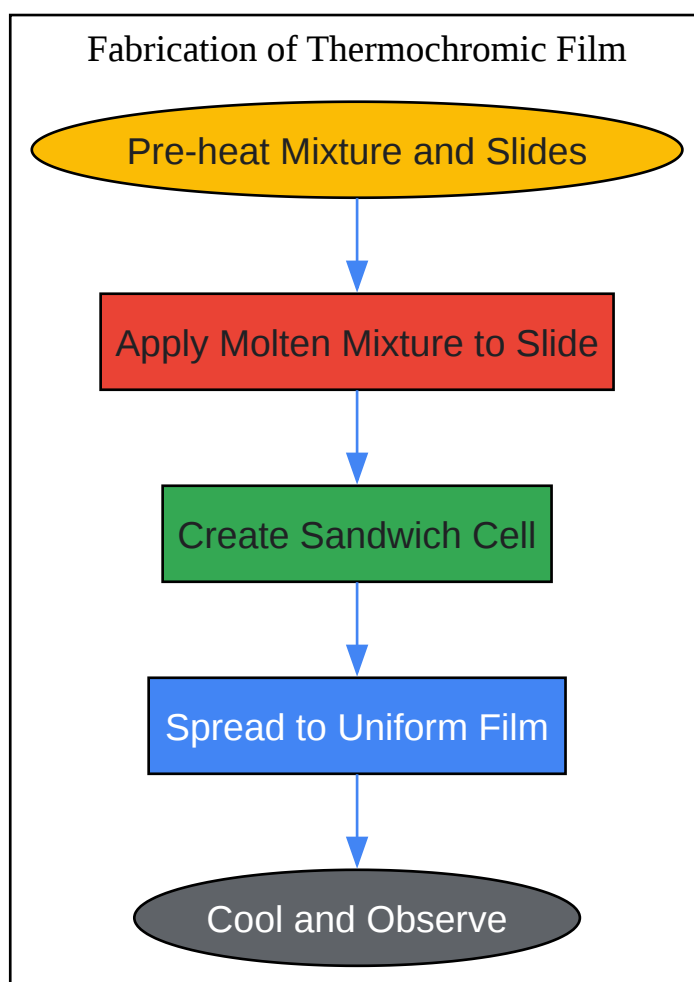 Fabrication of Thermochromic Film
Pre-heat Mixture and Slides
Apply Molten Mixture to Slide
Create Sandwich Cell
Spread to Uniform Film
Cool and Observe